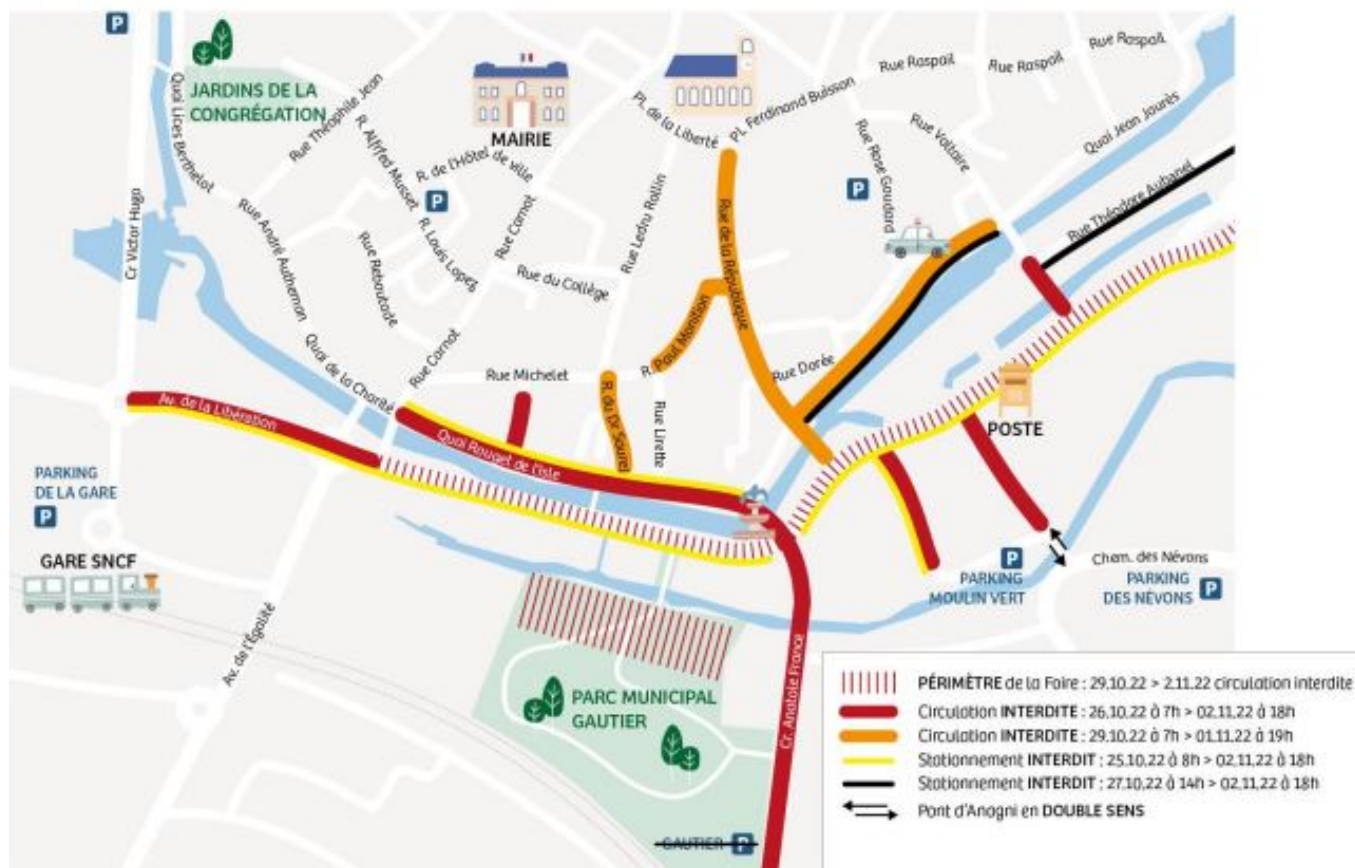 P
JARDINS DE LA
CONGRÉGATION
Quai Lices Berthelot
Cr Victor Hugo
Rue Théophile Jean
R. Alfred Musset
MAIRIE
R. de l'Hôtel de ville
P
Pl. de la Liberté
Pl. Ferdinand Buisson
Rue Raspail
Rue Raspail
Rue Raspail
Rue Voltaire
Quai Jean Jaurès
Rue Rose Goudard
P
Rue Théodore Aubanel
Rue André Autheman
Rue Reboutade
R. Louis Lopez
Rue Carnot
Rue du Collège
Rue Ledru Rollin
Rue de la République
R. Paul Monition
Rue Dorée
Quai de la Charité
Rue Carnot
Rue Michelet
R. du Dr Sourel
Rue Lirette
Av. de la Libération
Quai Rouget de l'isle
POSTE
PARKING
DE LA GARE
P
GARE SNCF
Av. de l'Égalité
P
PARKING
MOULIN VERT
Chem. des Névons
PARKING
DES NÉVONS P
PARC MUNICIPAL
GAUTIER
Cr. Anatole France
GAUTIER P
PÉRIMÈTRE de la Foire : 29.10.22 > 2.11.22 circulation interdite
Circulation INTERDITE : 26.10.22 à 7h > 02.11.22 à 18h
Circulation INTERDITE : 29.10.22 à 7h > 01.11.22 à 19h
Stationnement INTERDIT : 25.10.22 à 8h > 02.11.22 à 18h
Stationnement INTERDIT : 27.10.22 à 14h > 02.11.22 à 18h
Pont d'Anagni en DOUBLE SENS